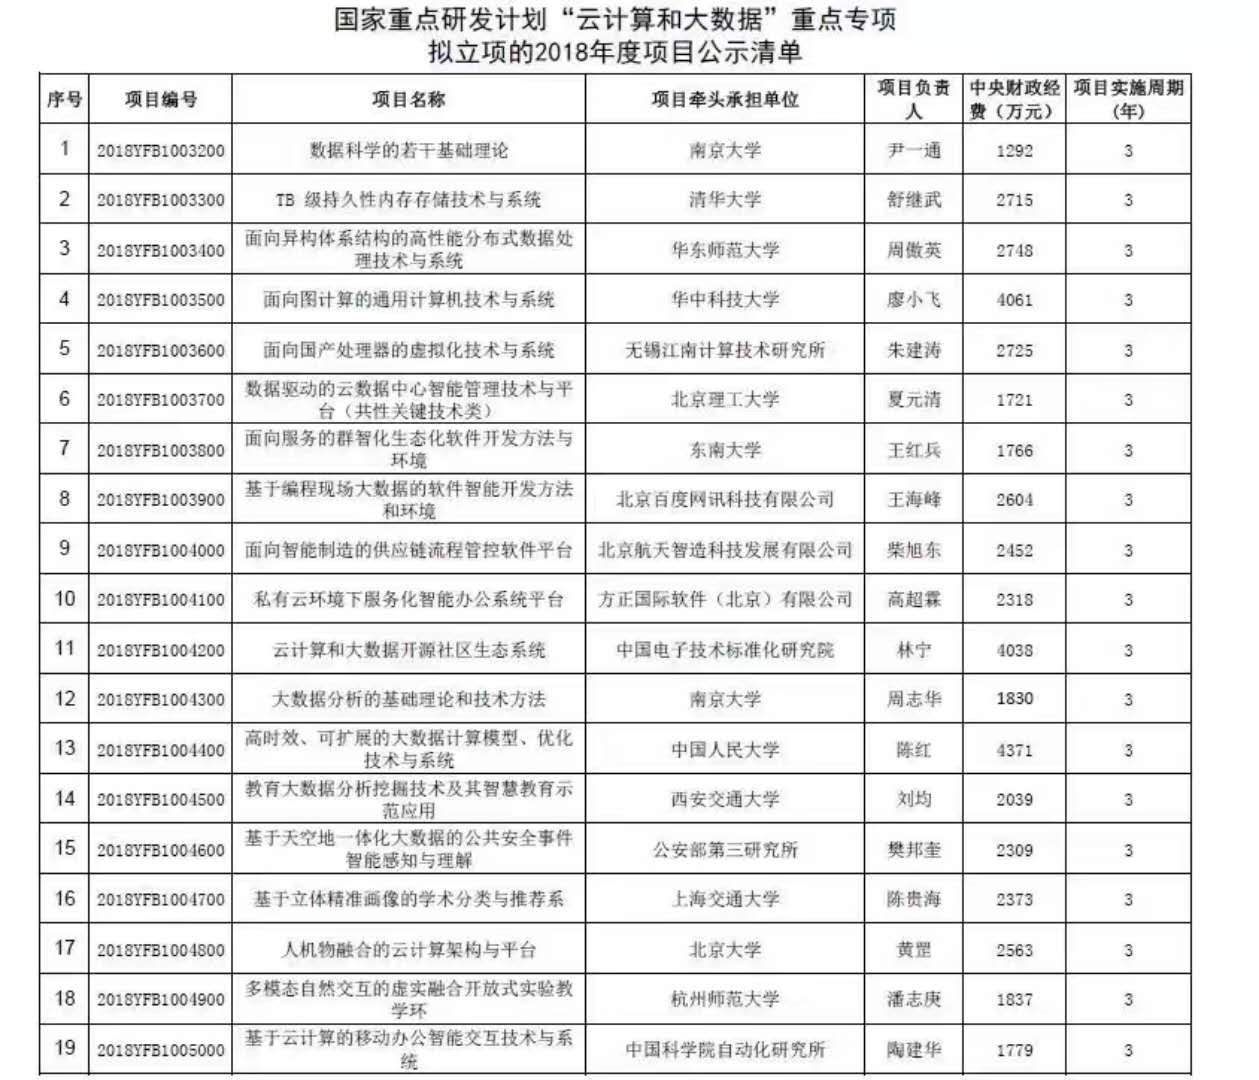 国家重点研发计划“云计算和大数据”重点专项
拟立项的2018年度项目公示清单
序号 项目编号 项目名称 项目牵头承担单位 项目负责人 中央财政经费（万元） 项目实施周期(年)
1 2018YFB1003200 数据科学的若干基础理论 南京大学 尹一通 1292 3
2 2018YFB1003300 TB 级持久性内存存储技术与系统 清华大学 舒继武 2715 3
3 2018YFB1003400 面向异构体系结构的高性能分布式数据处理技术与系统 华东师范大学 周傲英 2748 3
4 2018YFB1003500 面向图计算的通用计算机技术与系统 华中科技大学 廖小飞 4061 3
5 2018YFB1003600 面向国产处理器的虚拟化技术与系统 无锡江南计算技术研究所 朱建涛 2725 3
6 2018YFB1003700 数据驱动的云数据中心智能管理技术与平台（共性关键技术类） 北京理工大学 夏元清 1721 3
7 2018YFB1003800 面向服务的群智化生态化软件开发方法与环境 东南大学 王红兵 1766 3
8 2018YFB1003900 基于编程现场大数据的软件智能开发方法和环境 北京百度网讯科技有限公司 王海峰 2604 3
9 2018YFB1004000 面向智能制造的供应链流程管控软件平台 北京航天智造科技发展有限公司 柴旭东 2452 3
10 2018YFB1004100 私有云环境下服务化智能办公系统平台 方正国际软件（北京）有限公司 高超霖 2318 3
11 2018YFB1004200 云计算和大数据开源社区生态系统 中国电子技术标准化研究院 林宁 4038 3
12 2018YFB1004300 大数据分析的基础理论和技术方法 南京大学 周志华 1830 3
13 2018YFB1004400 高时效、可扩展的大数据计算模型、优化技术与系统 中国人民大学 陈红 4371 3
14 2018YFB1004500 教育大数据分析挖掘技术及其智慧教育示范应用 西安交通大学 刘均 2039 3
15 2018YFB1004600 基于天空地一体化大数据的公共安全事件智能感知与理解 公安部第三研究所 樊邦奎 2309 3
16 2018YFB1004700 基于立体精准画像的学术分类与推荐系 上海交通大学 陈贵海 2373 3
17 2018YFB1004800 人机物融合的云计算架构与平台 北京大学 黄罡 2563 3
18 2018YFB1004900 多模态自然交互的虚实融合开放式实验教学环 杭州师范大学 潘志庚 1837 3
19 2018YFB1005000 基于云计算的移动办公智能交互技术与系统 中国科学院自动化研究所 陶建华 1779 3